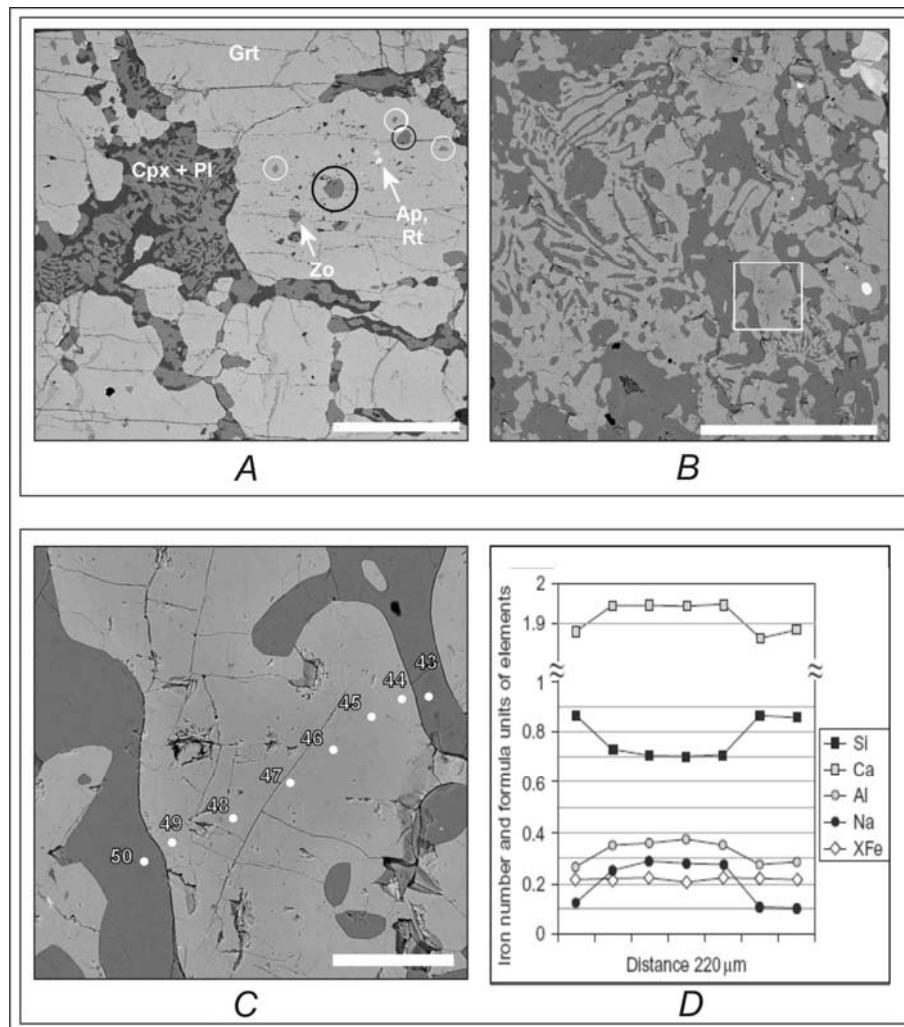 Grt
Cpx + Pl
Ap,
Rt
Zo
A
B
43
44
45
46
47
48
49
50
C
2
1.9
1
0.8
0.6
0.4
0.2
0
Iron number and formula units of elements
Distance 220 μm
SI
Ca
Al
Na
XFe
D